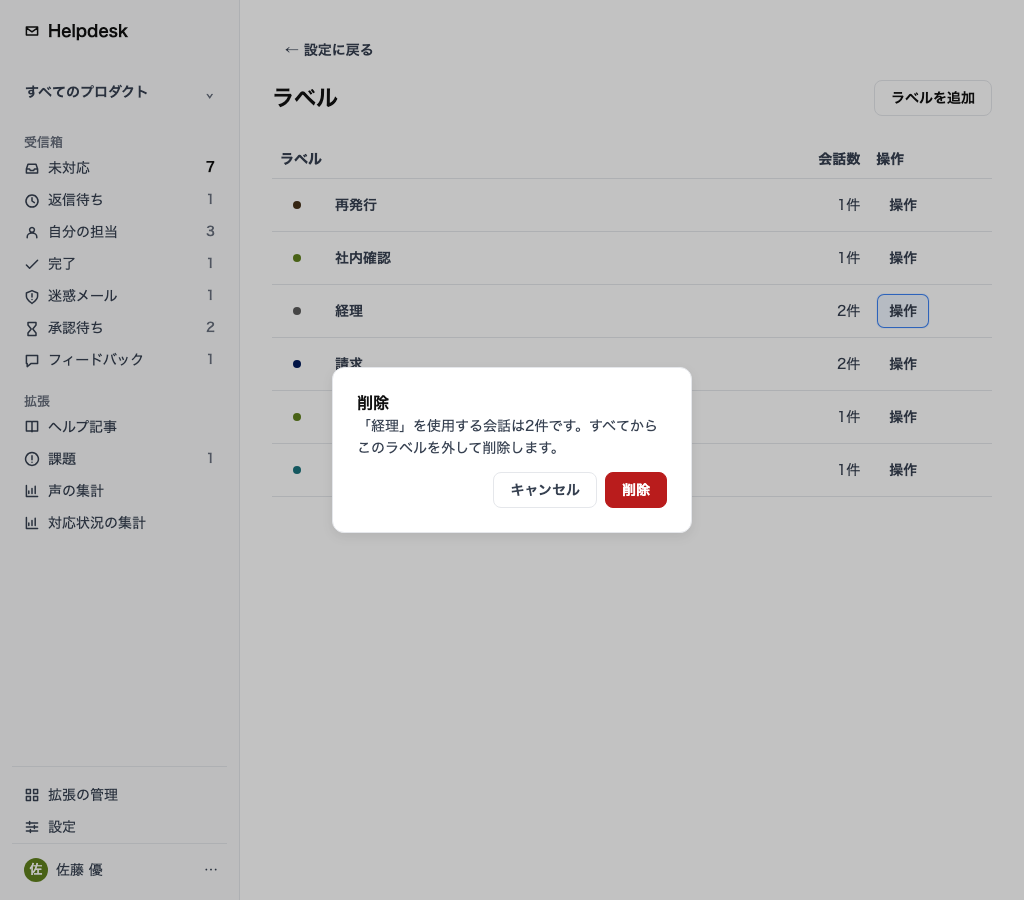 Helpdesk
すべてのプロダクト
受信箱
未対応 7
返信待ち 1
自分の担当 3
完了 1
迷惑メール 1
承認待ち 2
フィードバック 1
拡張
ヘルプ記事
課題 1
声の集計
対応状況の集計
拡張の管理
設定
佐 佐藤 優 …
← 設定に戻る
ラベル
ラベルを追加
ラベル 会話数 操作
再発行 1件 操作
社内確認 1件 操作
経理 2件 操作
請求 2件 操作
1件 操作
1件 操作
削除
「経理」を使用する会話は2件です。すべてから
このラベルを外して削除します。
キャンセル 削除